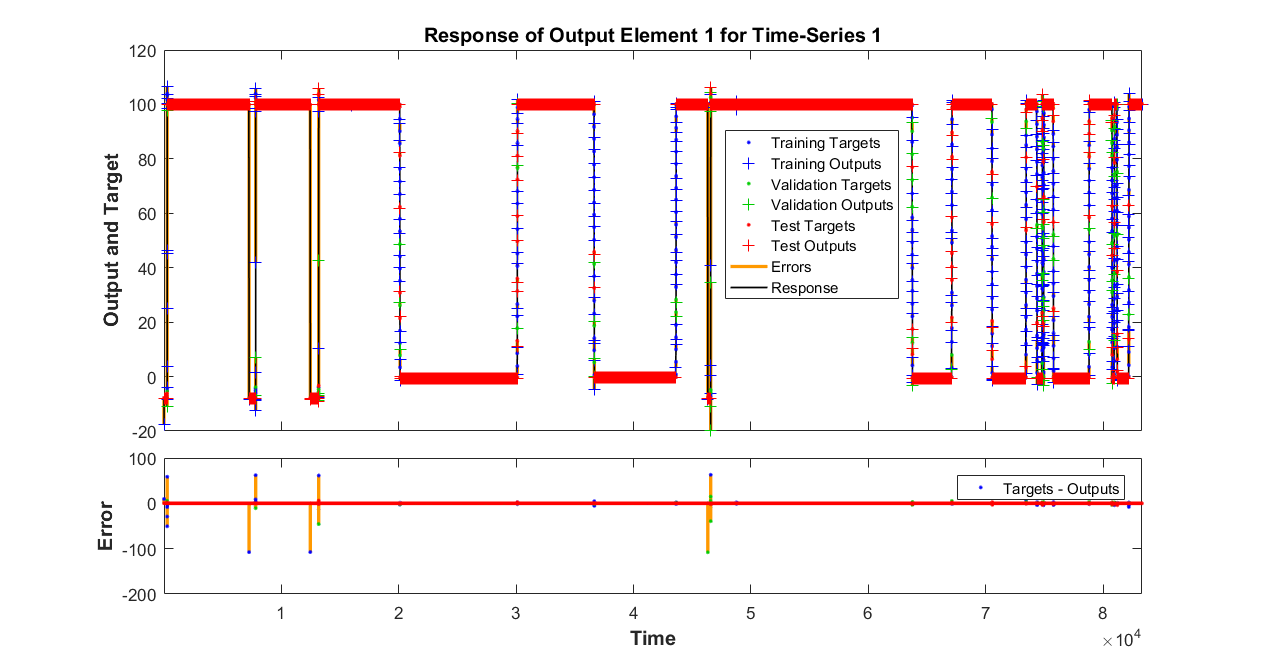 Response of Output Element 1 for Time-Series 1
120
100
80
60
40
20
0
-20
Output and Target
Training Targets
Training Outputs
Validation Targets
Validation Outputs
Test Targets
Test Outputs
Errors
Response
100
0
-100
-200
Error
Targets - Outputs
1 2 3 4 5 6 7 8
Time
×10⁴